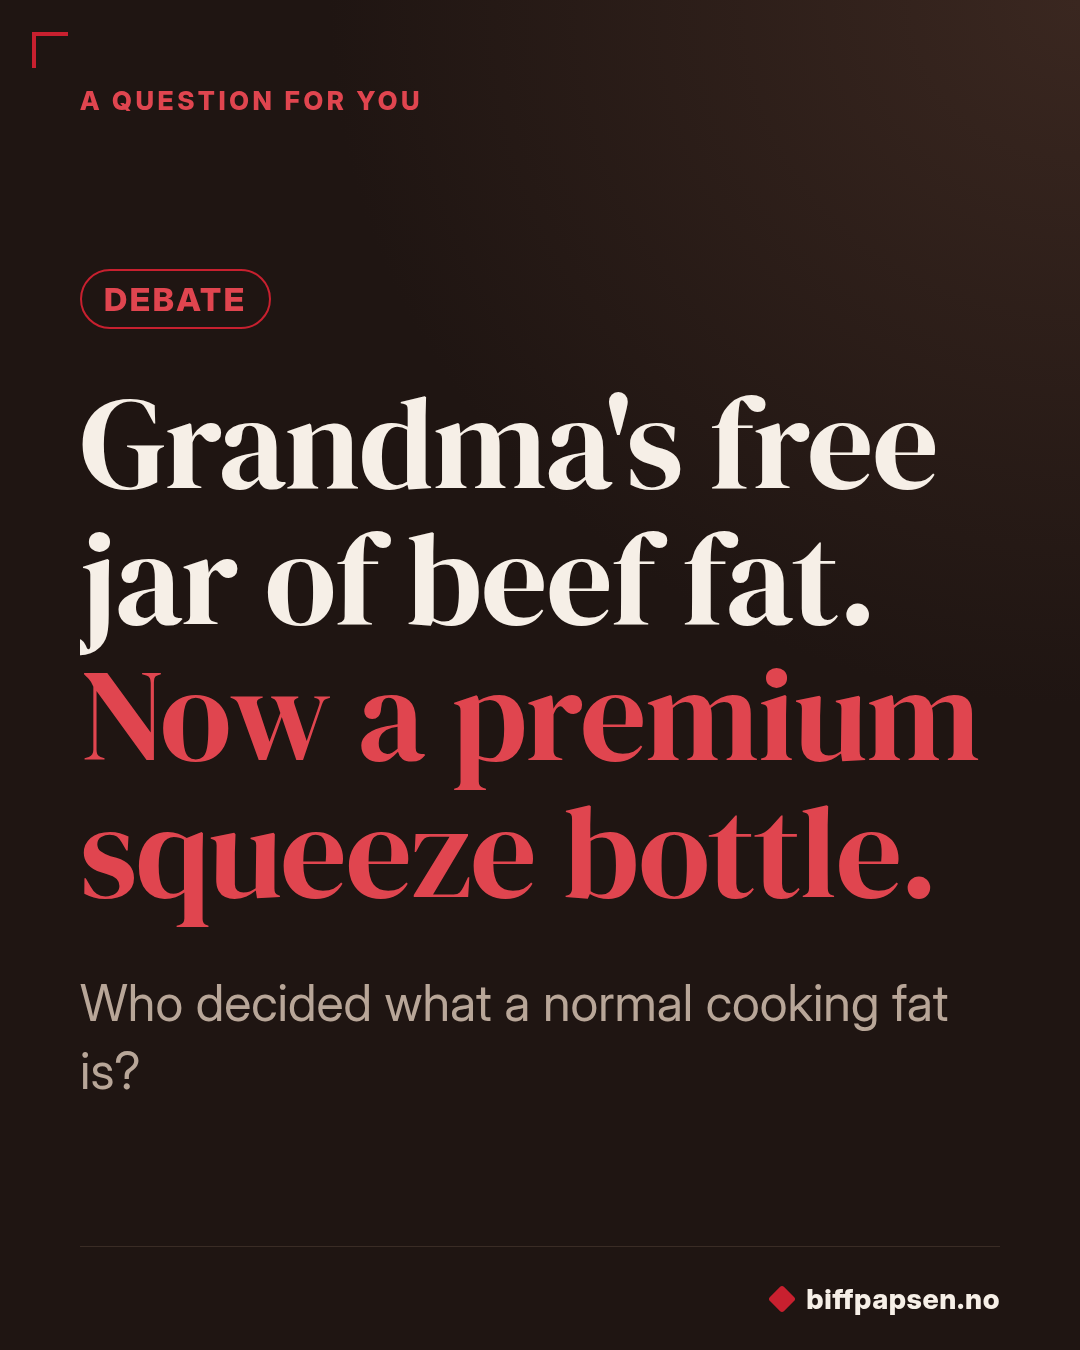 A QUESTION FOR YOU
DEBATE
Grandma's free
jar of beef fat.
Now a premium
squeeze bottle.
Who decided what a normal cooking fat
is?
biffpapsen.no